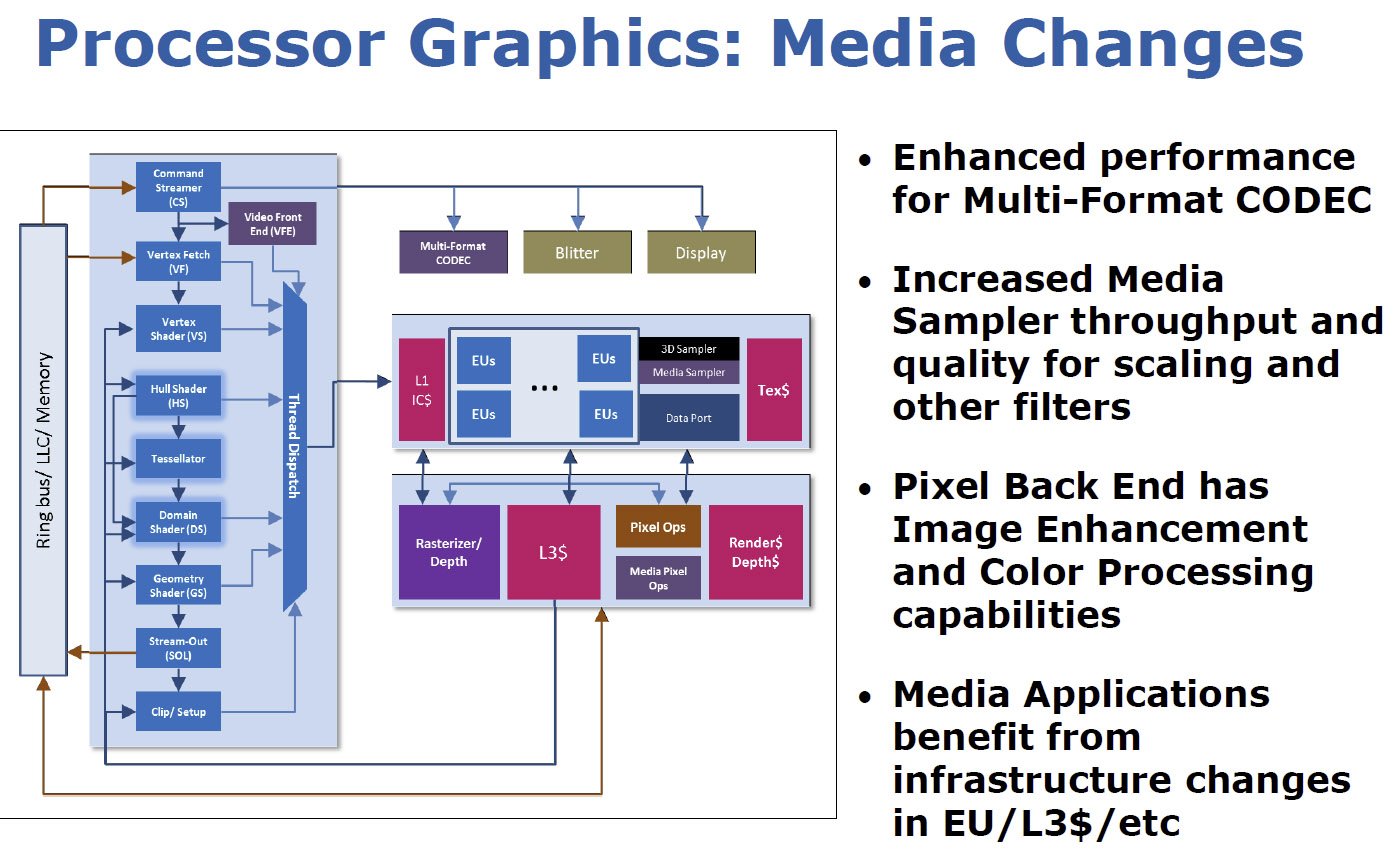 Processor Graphics: Media Changes
Ring bus/ LLC/ Memory
Command
Streamer
(CS)
Video Front
End (VFE)
Vertex Fetch
(VF)
Vertex
Shader (VS)
Hull Shader
(HS)
Tessellator
Domain
Shader (DS)
Geometry
Shader (GS)
Stream-Out
(SOL)
Clip/ Setup
Thread Dispatch
Multi-Format
CODEC
Blitter
Display
L1
IC$
EUs
EUs
...
EUs
EUs
3D Sampler
Media Sampler
Data Port
Tex$
Rasterizer/
Depth
L3$
Pixel Ops
Media Pixel
Ops
Render$
Depth$
• Enhanced performance
for Multi-Format CODEC
• Increased Media
Sampler throughput and
quality for scaling and
other filters
• Pixel Back End has
Image Enhancement
and Color Processing
capabilities
• Media Applications
benefit from
infrastructure changes
in EU/L3$/etc